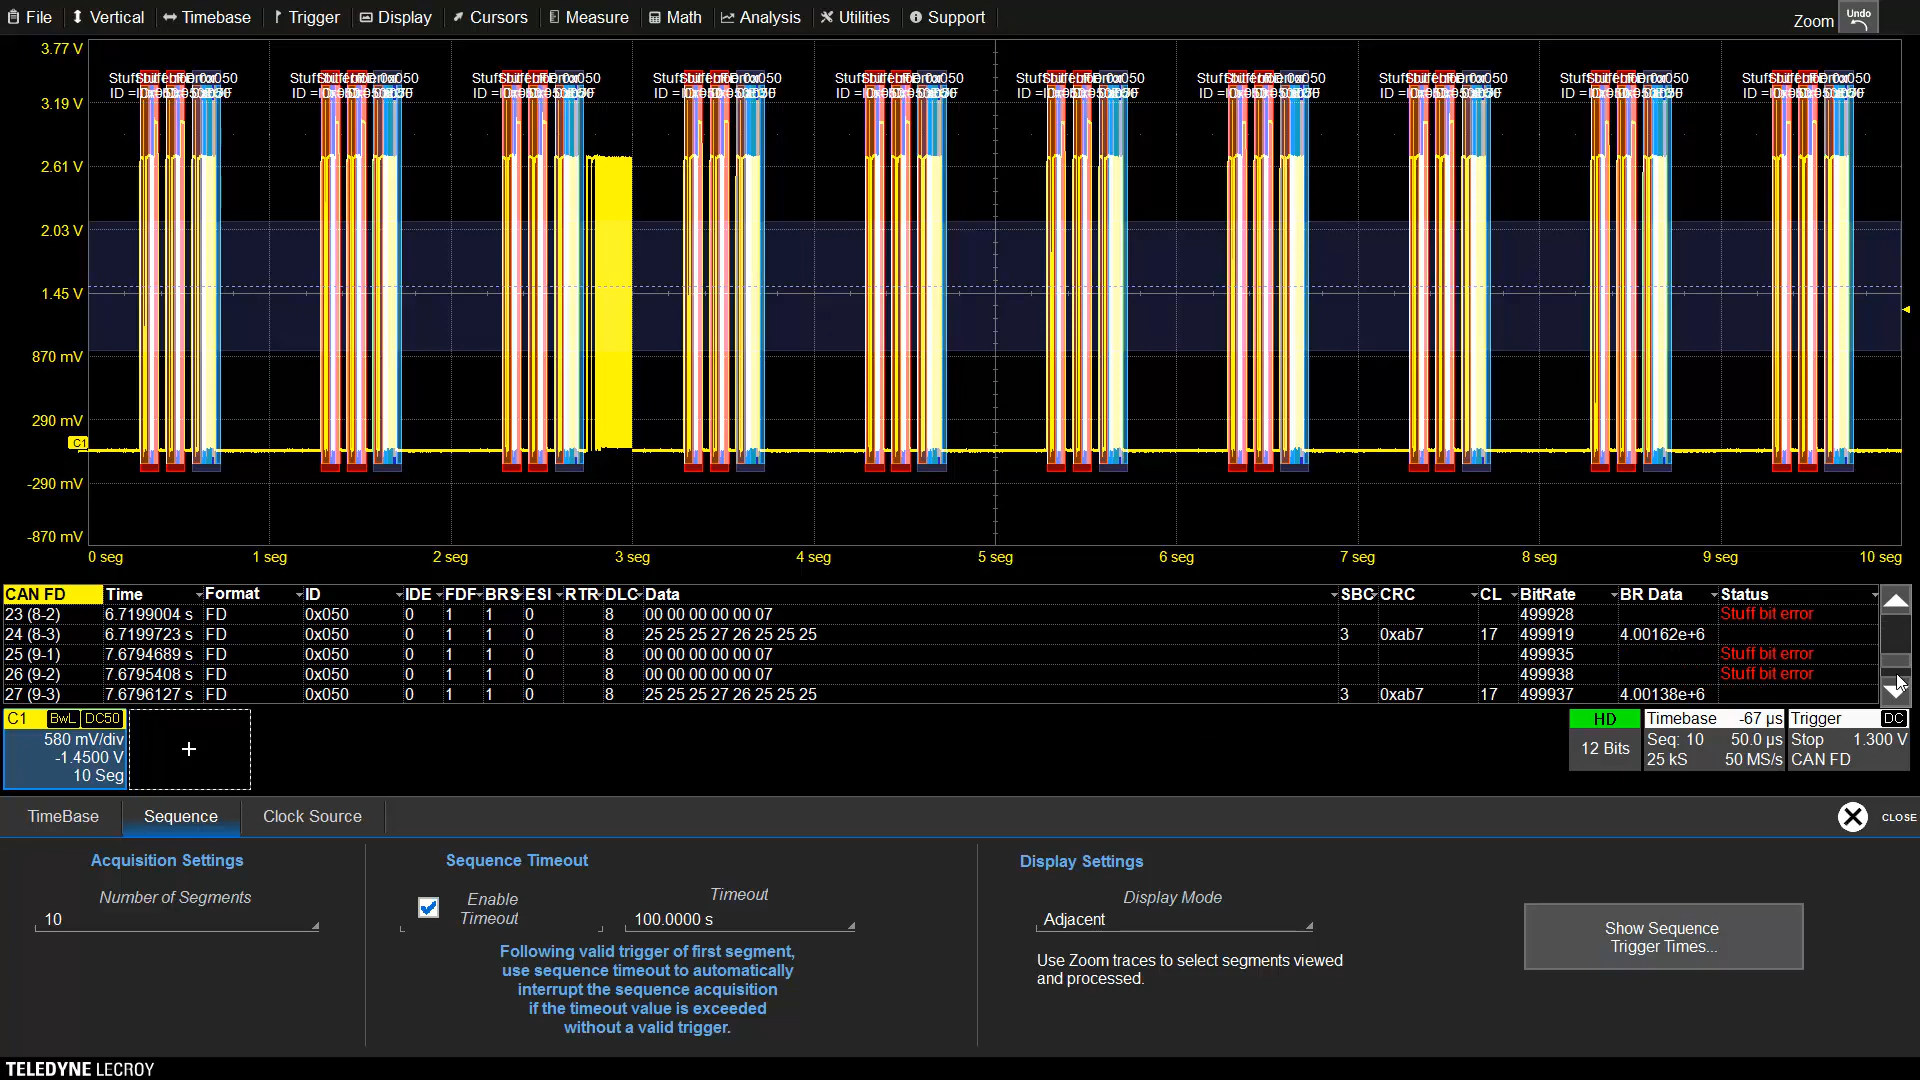 File Vertical Timebase Trigger Display Cursors Measure Math Analysis Utilities Support
Zoom Undo
3.77 V
3.19 V
2.61 V
2.03 V
1.45 V
870 mV
290 mV
C1
-290 mV
-870 mV
0 seg 1 seg 2 seg 3 seg 4 seg 5 seg 6 seg 7 seg 8 seg 9 seg 10 seg
CAN FD Time Format ID IDE FDF BRS ESI RTR DLC Data SBC CRC CL BitRate BR Data Status
23 (8-2) 6.7199004 s FD 0x050 0 1 1 0 8 00 00 00 00 00 07 499928 Stuff bit error
24 (8-3) 6.7199723 s FD 0x050 0 1 1 0 8 25 25 25 27 26 25 25 25 3 0xab7 17 499919 4.00162e+6
25 (9-1) 7.6794689 s FD 0x050 0 1 1 0 8 00 00 00 00 00 07 499935 Stuff bit error
26 (9-2) 7.6795408 s FD 0x050 0 1 1 0 8 00 00 00 00 00 07 499938 Stuff bit error
27 (9-3) 7.6796127 s FD 0x050 0 1 1 0 8 25 25 25 27 26 25 25 25 3 0xab7 17 499937 4.00138e+6
C1 BwL DC50
580 mV/div
-1.4500 V
10 Seg
+
HD
12 Bits
Timebase -67 µs
Seq: 10 50.0 µs
25 kS 50 MS/s
Trigger DC
Stop 1.300 V
CAN FD
TimeBase Sequence Clock Source
CLOSE
Acquisition Settings
Number of Segments
10
Sequence Timeout
Enable
Timeout
Timeout
100.0000 s
Following valid trigger of first segment,
use sequence timeout to automatically
interrupt the sequence acquisition
if the timeout value is exceeded
without a valid trigger.
Display Settings
Display Mode
Adjacent
Use Zoom traces to select segments viewed
and processed.
Show Sequence
Trigger Times...
TELEDYNE LECROY